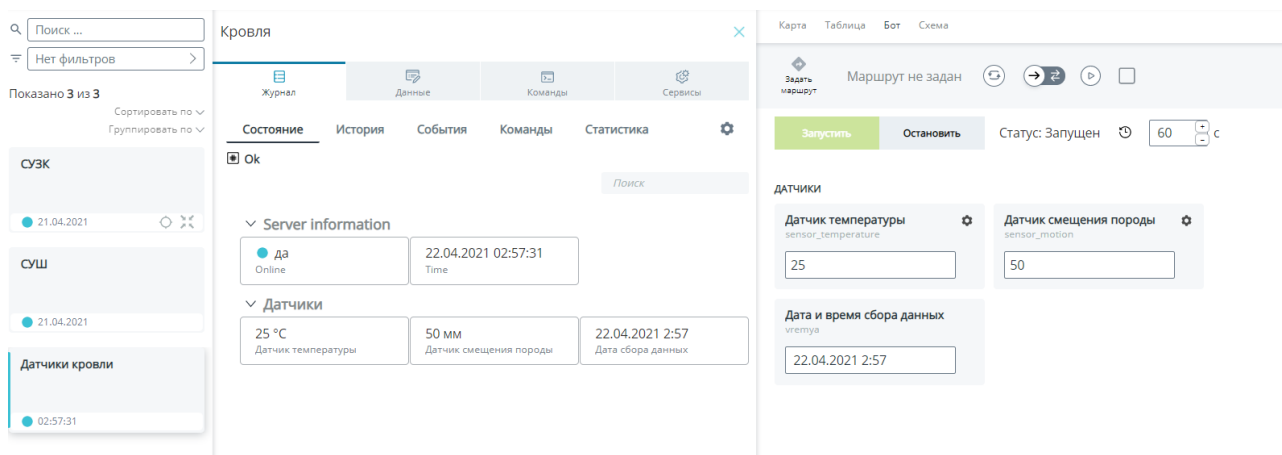 Поиск ...
Нет фильтров
Показано 3 из 3
Сортировать по
Группировать по
СУЗК
21.04.2021
СУШ
21.04.2021
Датчики кровли
02:57:31
Кровля
Журнал
Данные
Команды
Сервисы
Состояние История События Команды Статистика
Ok
Поиск
Server information
да
Online
22.04.2021 02:57:31
Time
Датчики
25 °C
Датчик температуры
50 мм
Датчик смещения породы
22.04.2021 2:57
Дата сбора данных
Карта Таблица Бот Схема
Задать
маршрут
Маршрут не задан
Запустить Остановить Статус: Запущен 60 с
ДАТЧИКИ
Датчик температуры
sensor_temperature
25
Датчик смещения породы
sensor_motion
50
Дата и время сбора данных
vremya
22.04.2021 2:57